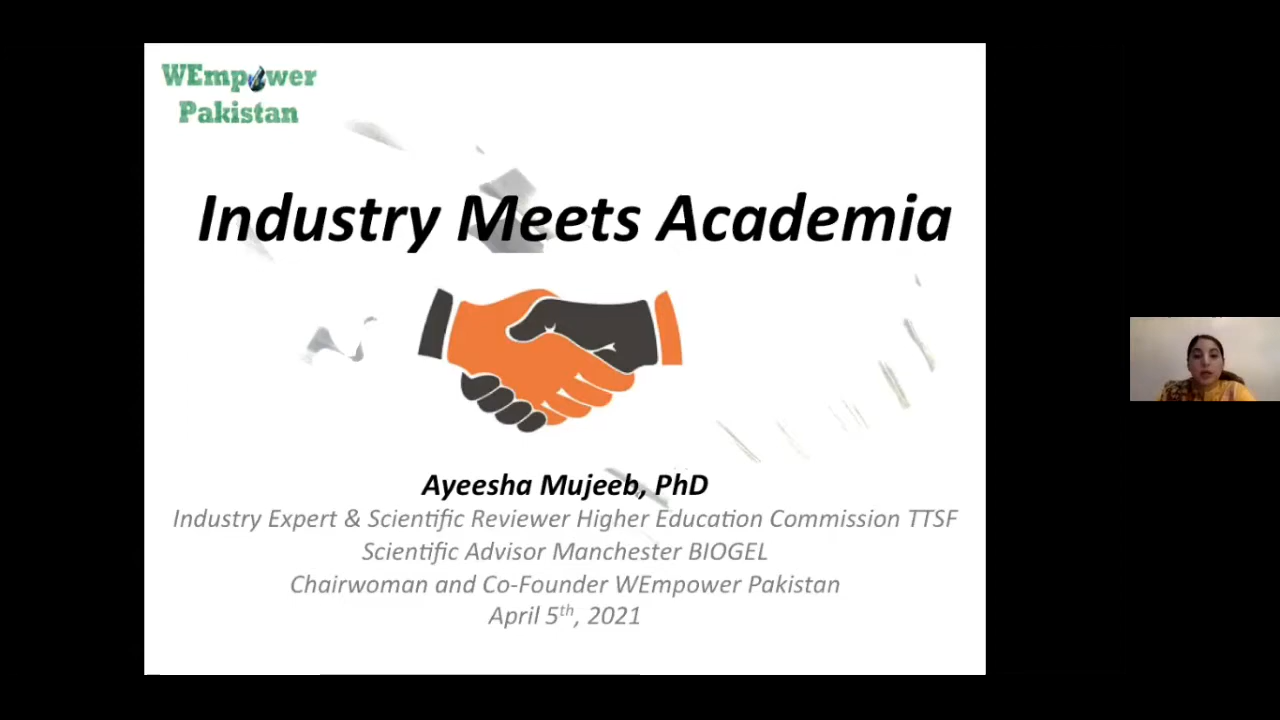 WEmpower
Pakistan
Industry Meets Academia
Ayeesha Mujeeb, PhD
Industry Expert & Scientific Reviewer Higher Education Commission TTSF
Scientific Advisor Manchester BIOGEL
Chairwoman and Co-Founder WEmpower Pakistan
April 5th, 2021